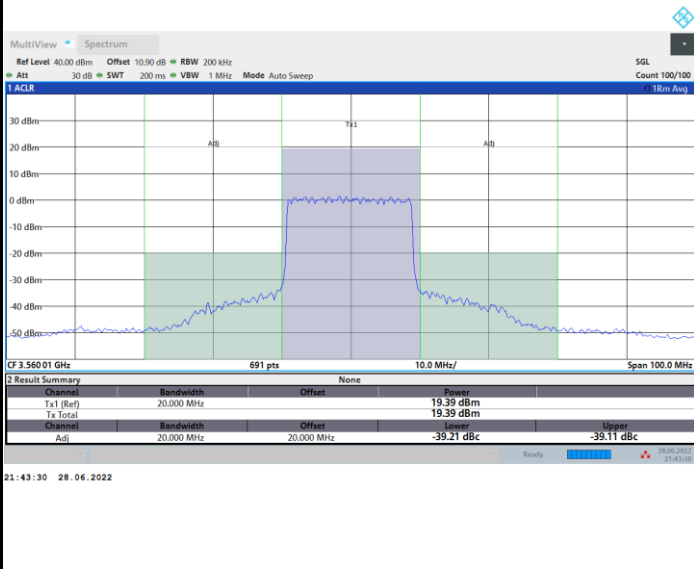 MultiView Spectrum
Ref Level 40.00 dBm Offset 10.90 dB RBW 200 kHz SGL
Att 30 dB SWT 200 ms VBW 1 MHz Mode Auto Sweep Count 100/100
1 ACLR 1Rm Avg
30 dBm
Tx1
20 dBm Adj Adj
10 dBm
0 dBm
-10 dBm
-20 dBm
-30 dBm
-40 dBm
-50 dBm
CF 3.560 01 GHz 691 pts 10.0 MHz/ Span 100.0 MHz
2 Result Summary None
Channel Bandwidth Offset Power
Tx1 (Ref) 20.000 MHz 19.39 dBm
Tx Total 19.39 dBm
Channel Bandwidth Offset Lower Upper
Adj 20.000 MHz 20.000 MHz -39.21 dBc -39.11 dBc
Ready 28.06.2022
21:43:30
21:43:30 28.06.2022